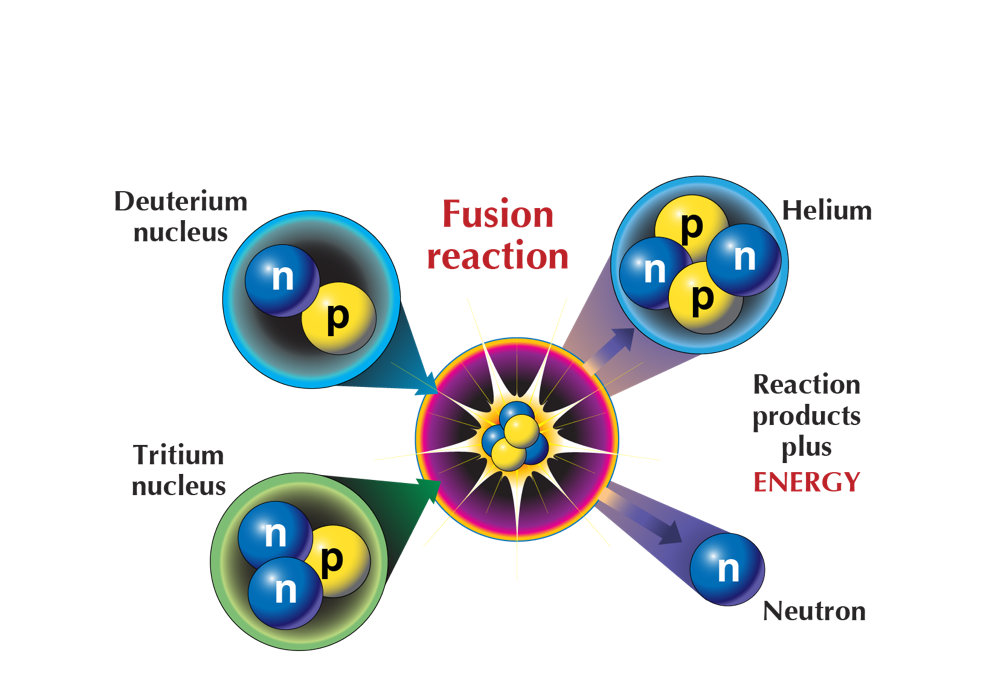 Deuterium
nucleus
n
p
Fusion
reaction
p
n
n
p
Helium
Tritium
nucleus
n
p
n
Reaction
products
plus
ENERGY
n
Neutron